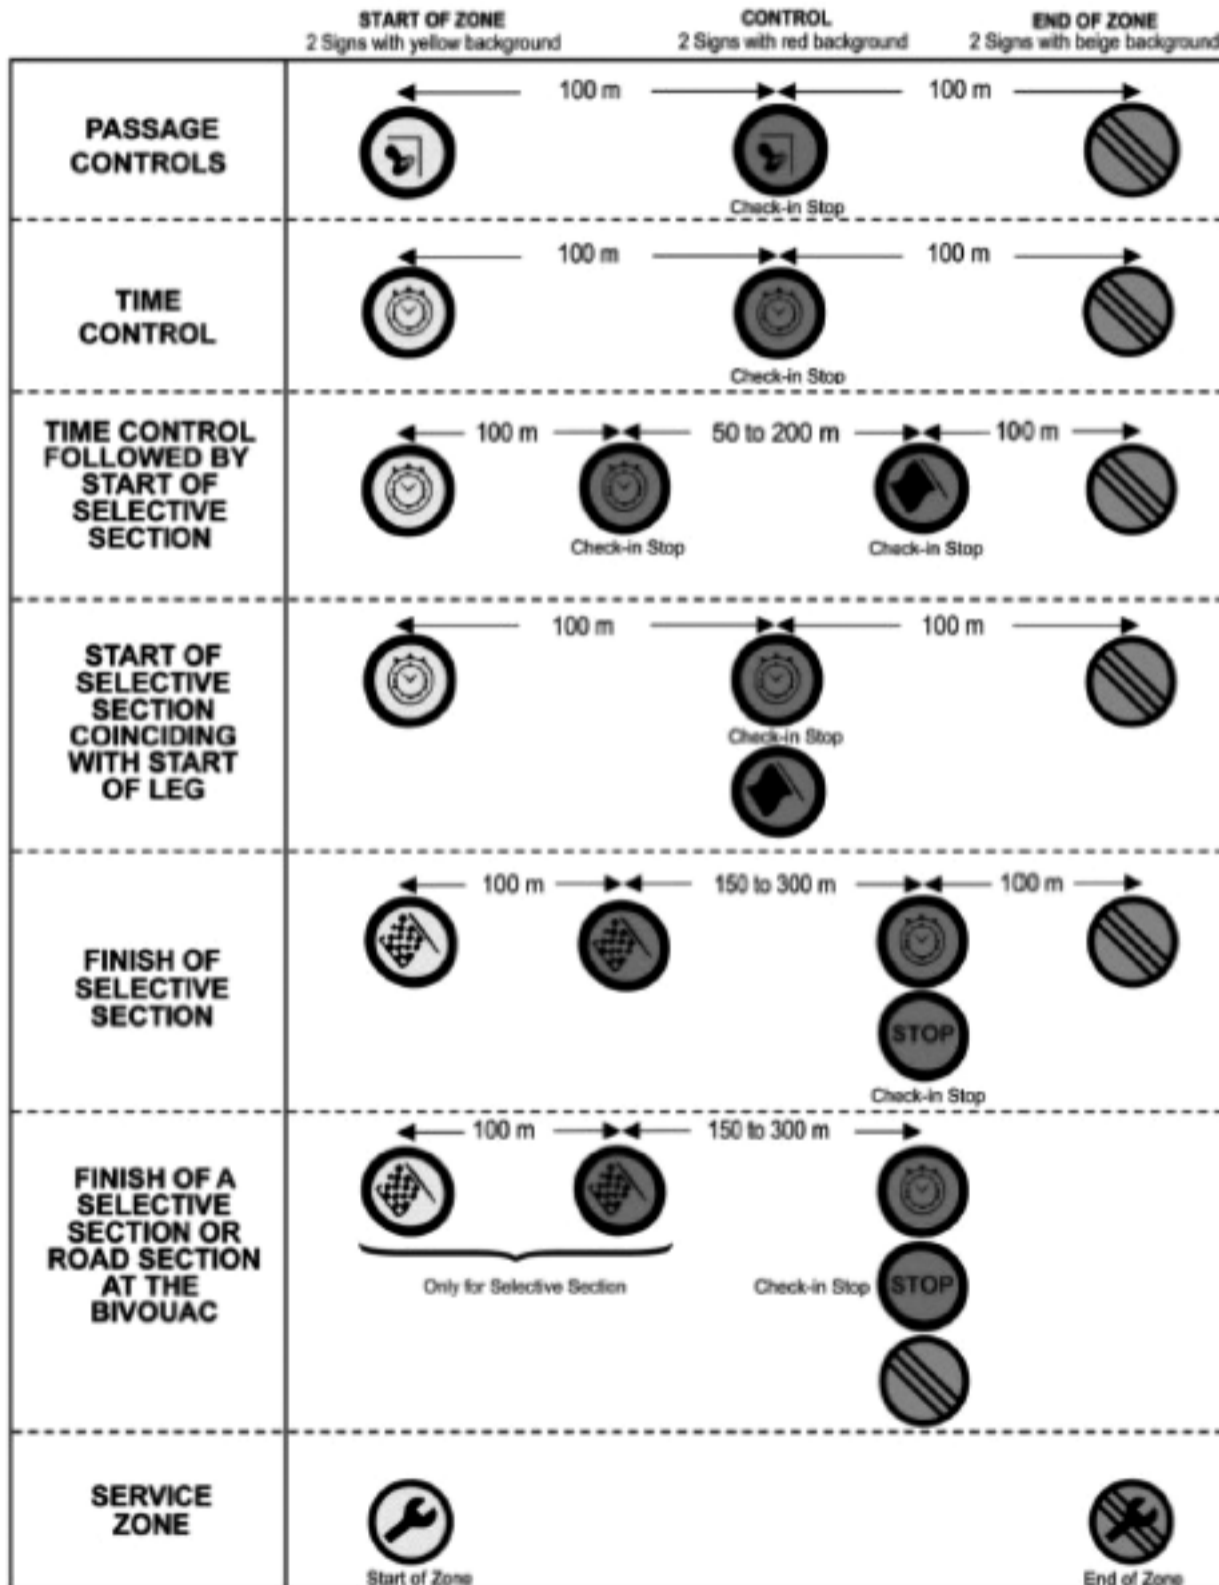 START OF ZONE
2 Signs with yellow background
CONTROL
2 Signs with red background
END OF ZONE
2 Signs with beige background
PASSAGE
CONTROLS
100 m
100 m
Check-in Stop
TIME
CONTROL
100 m
100 m
Check-in Stop
TIME CONTROL
FOLLOWED BY
START OF
SELECTIVE
SECTION
100 m
50 to 200 m
100 m
Check-in Stop
Check-in Stop
START OF
SELECTIVE
SECTION
COINCIDING
WITH START
OF LEG
100 m
100 m
Check-in Stop
FINISH OF
SELECTIVE
SECTION
100 m
150 to 300 m
100 m
STOP
Check-in Stop
FINISH OF A
SELECTIVE
SECTION OR
ROAD SECTION
AT THE
BIVOUAC
100 m
150 to 300 m
Only for Selective Section
Check-in Stop
STOP
SERVICE
ZONE
Start of Zone
End of Zone